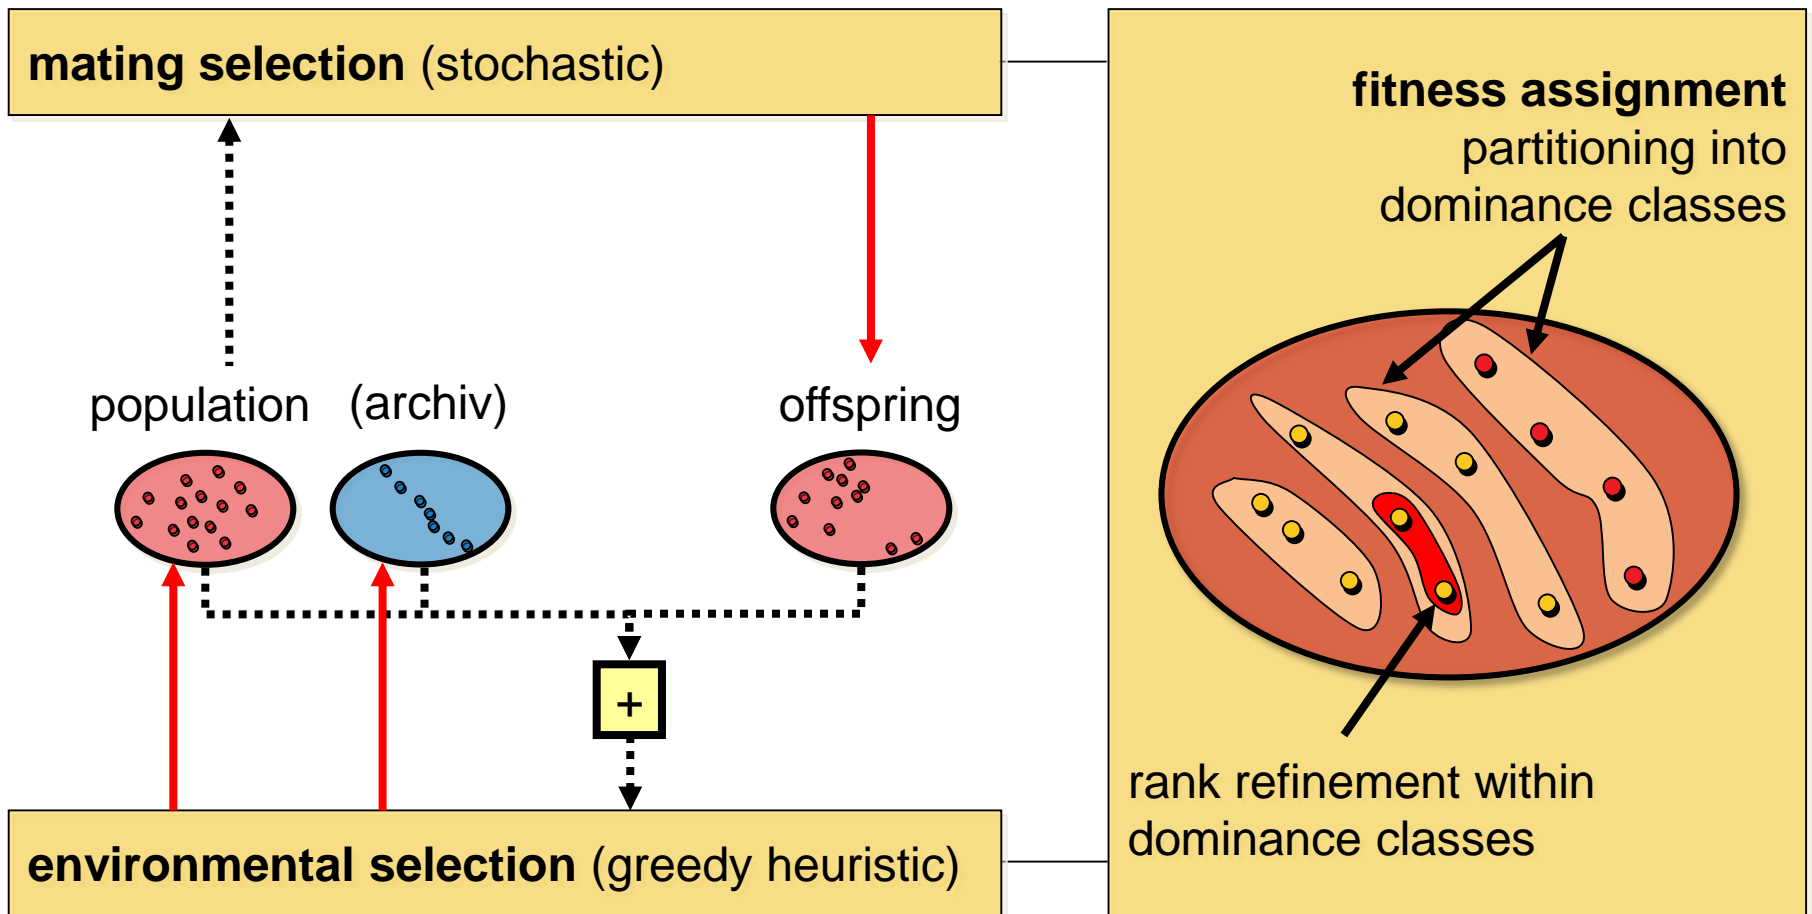 mating selection (stochastic)
population
(archiv)
offspring
+
environmental selection (greedy heuristic)
fitness assignment
partitioning into
dominance classes
rank refinement within
dominance classes